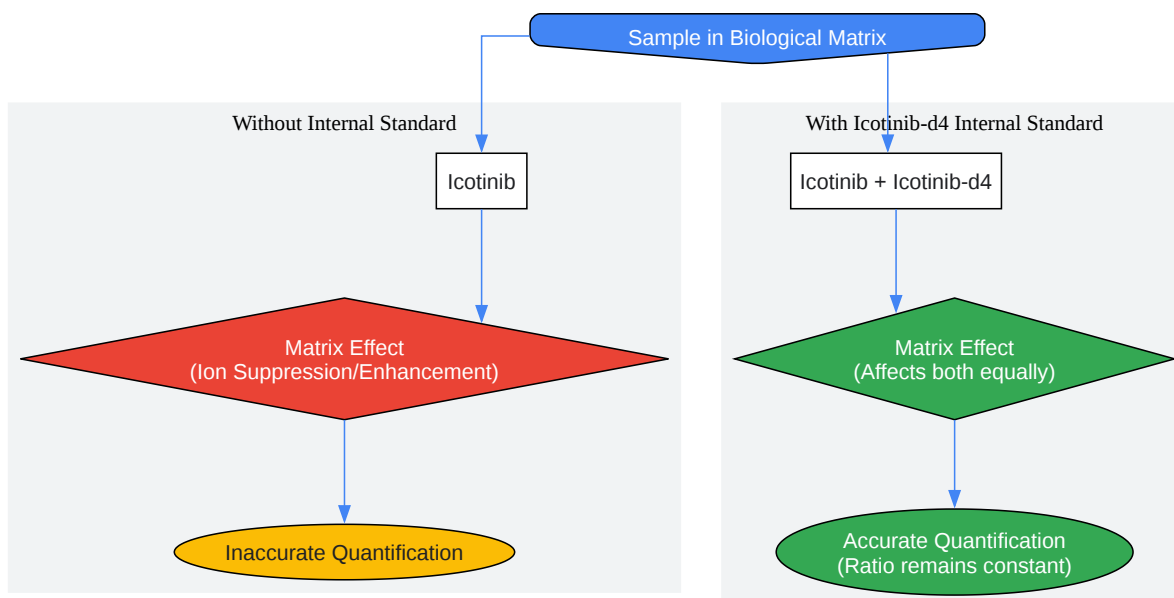 Sample in Biological Matrix
Without Internal Standard
Icotinib
Matrix Effect
(Ion Suppression/Enhancement)
Inaccurate Quantification
With Icotinib-d4 Internal Standard
Icotinib + Icotinib-d4
Matrix Effect
(Affects both equally)
Accurate Quantification
(Ratio remains constant)